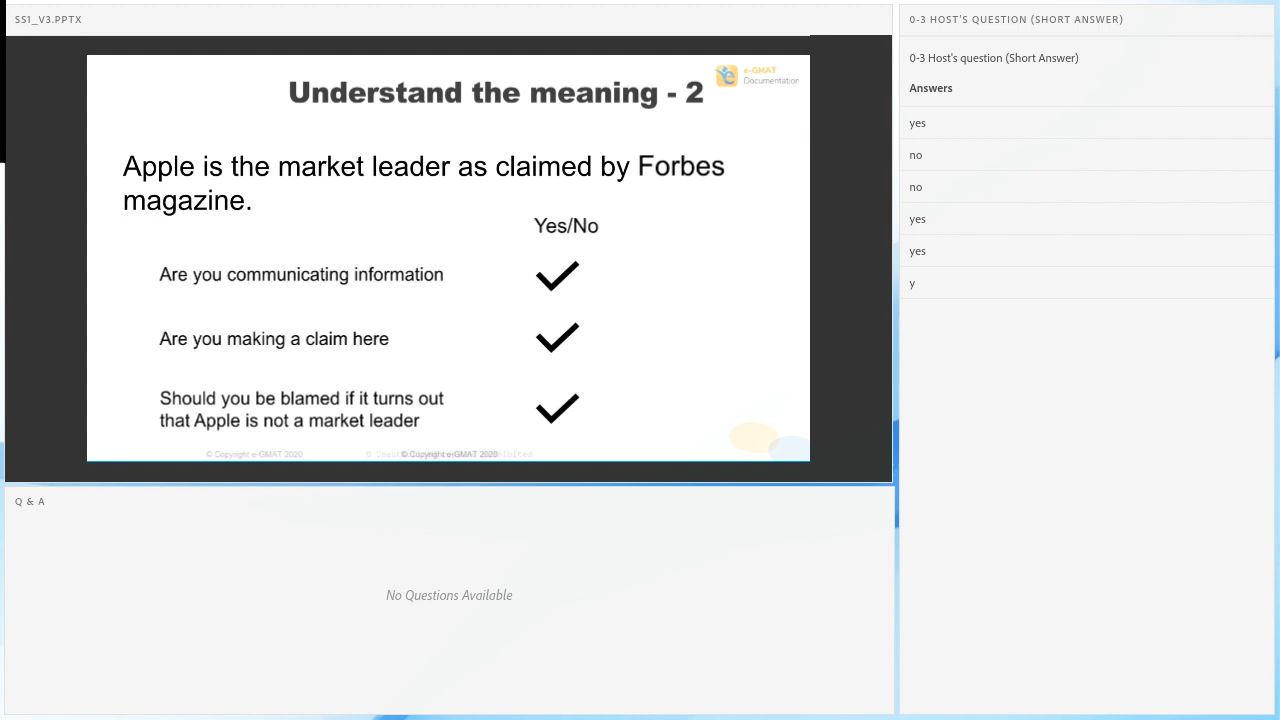 SS1_V3.PPTX
Understand the meaning - 2
e-GMAT
Documentation
Apple is the market leader as claimed by Forbes
magazine.
Yes/No
Are you communicating information
Are you making a claim here
Should you be blamed if it turns out
that Apple is not a market leader
© Copyright e-GMAT 2020
© Copyright e-GMAT 2020
Q & A
No Questions Available
0-3 HOST'S QUESTION (SHORT ANSWER)
0-3 Host's question (Short Answer)
Answers
yes
no
no
yes
yes
y